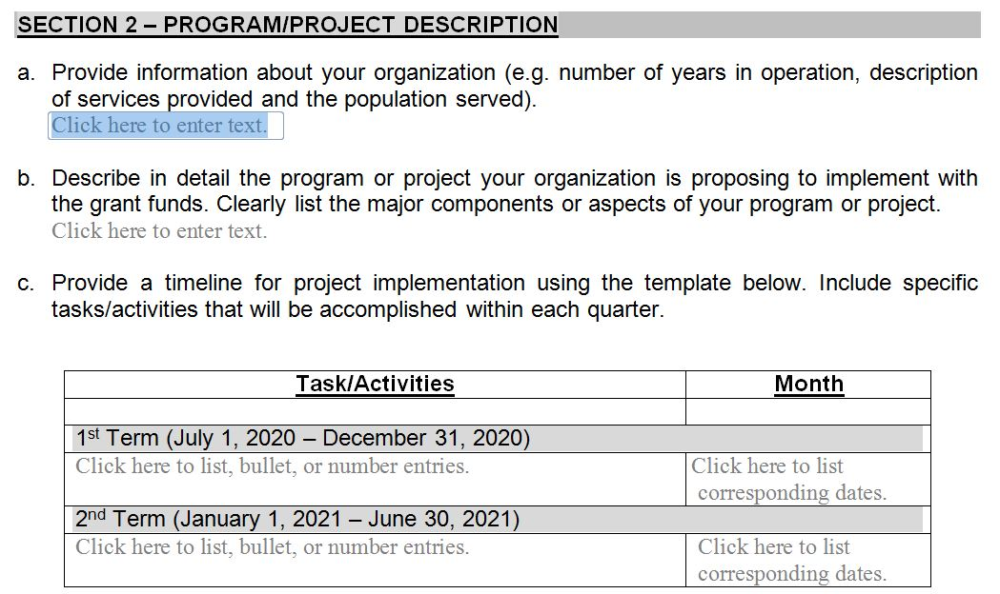 SECTION 2 – PROGRAM/PROJECT DESCRIPTION
a. Provide information about your organization (e.g. number of years in operation, description
of services provided and the population served).
Click here to enter text.
b. Describe in detail the program or project your organization is proposing to implement with
the grant funds. Clearly list the major components or aspects of your program or project.
Click here to enter text.
c. Provide a timeline for project implementation using the template below. Include specific
tasks/activities that will be accomplished within each quarter.
Task/Activities Month
1st Term (July 1, 2020 – December 31, 2020)
Click here to list, bullet, or number entries. Click here to list
corresponding dates.
2nd Term (January 1, 2021 – June 30, 2021)
Click here to list, bullet, or number entries. Click here to list
corresponding dates.